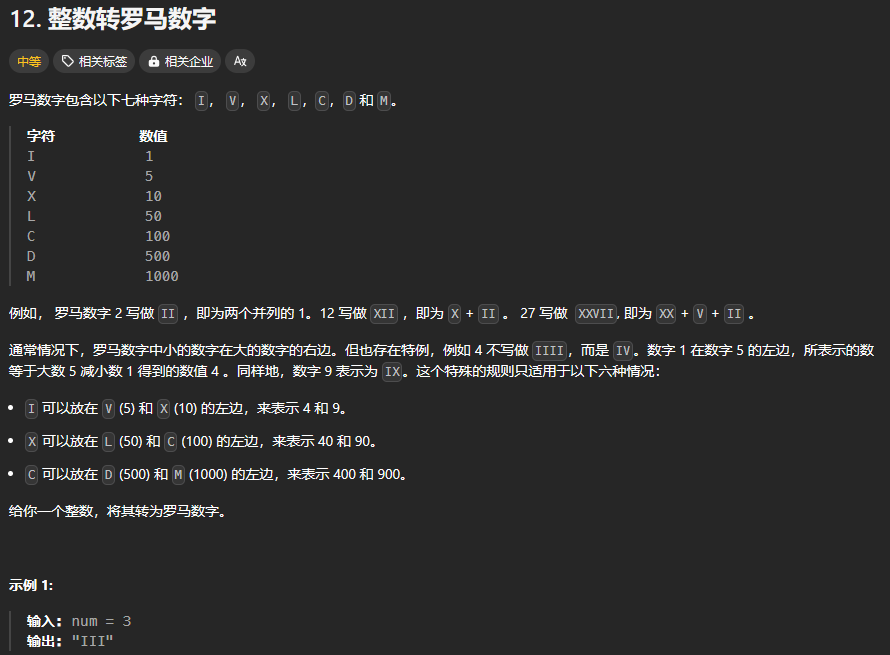 12. 整数转罗马数字
中等 相关标签 相关企业 A文
罗马数字包含以下七种字符： I， V， X， L， C， D 和 M。
字符 数值
I 1
V 5
X 10
L 50
C 100
D 500
M 1000
例如， 罗马数字 2 写做 II ，即为两个并列的 1。12 写做 XII ，即为 X + II 。 27 写做 XXVII, 即为 XX + V + II 。
通常情况下，罗马数字中小的数字在大的数字的右边。但也存在特例，例如 4 不写做 IIII，而是 IV。数字 1 在数字 5 的左边，所表示的数
等于大数 5 减小数 1 得到的数值 4 。同样地，数字 9 表示为 IX。这个特殊的规则只适用于以下六种情况：
• I 可以放在 V (5) 和 X (10) 的左边，来表示 4 和 9。
• X 可以放在 L (50) 和 C (100) 的左边，来表示 40 和 90。
• C 可以放在 D (500) 和 M (1000) 的左边，来表示 400 和 900。
给你一个整数，将其转为罗马数字。
示例 1:
输入: num = 3
输出: "III"